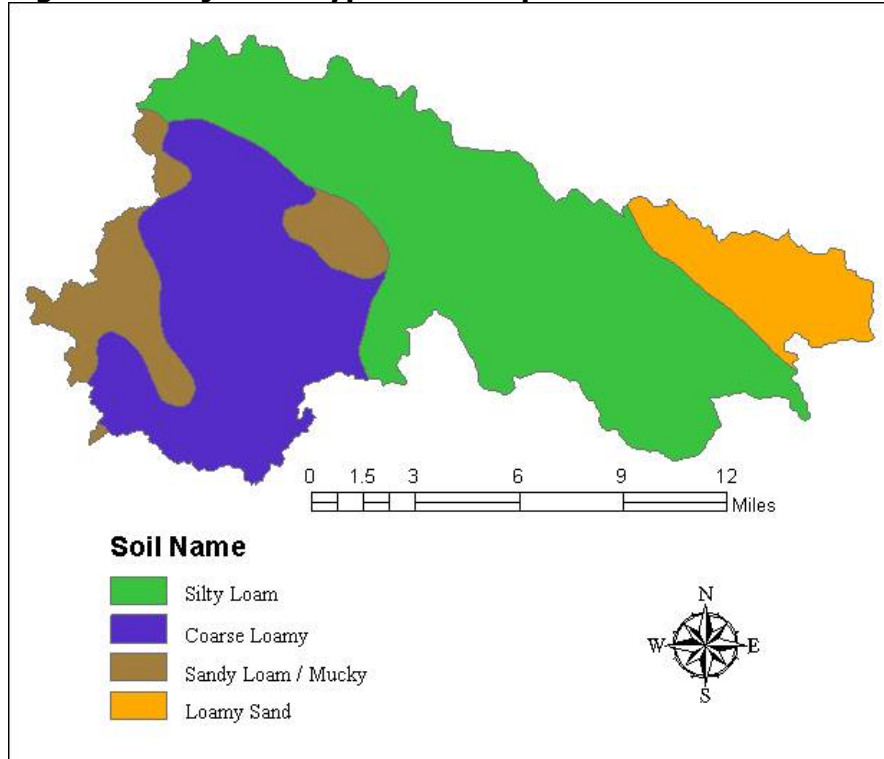 0 1.5 3 6 9 12
Miles
Soil Name
Silty Loam
Coarse Loamy
Sandy Loam / Mucky
Loamy Sand
N
W E
S